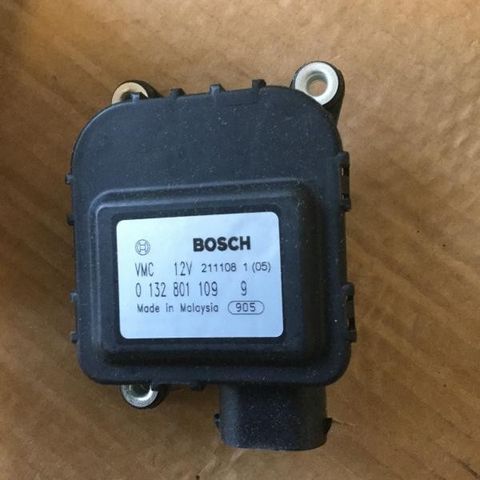 BOSCH
VMC 12V 211108 1 (05)
0 132 801 109 9
Made in Malaysia 905